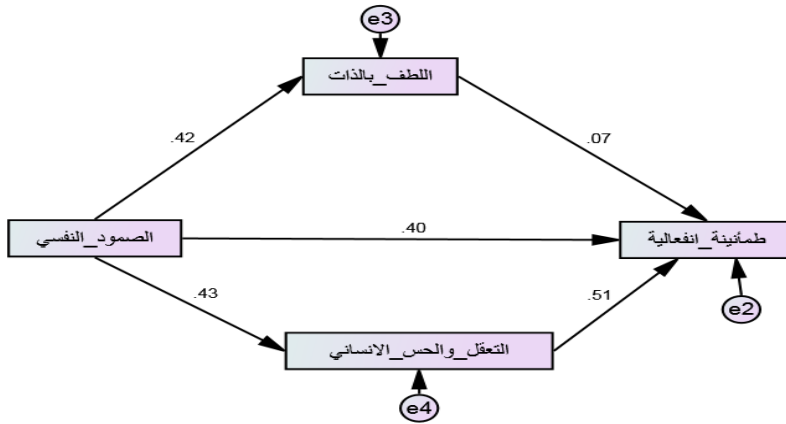 e3
اللطف_بالذات
.42
.07
الصمود_النفسي
.40
طمأنينة_انفعالية
.43
.51
e2
التعقل_والحس_الانساني
e4